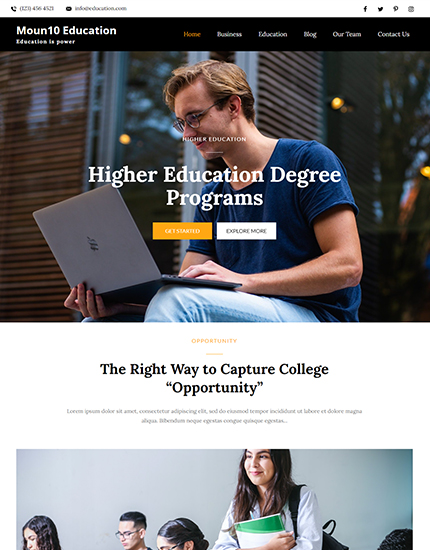 (123) 456 4521 info@education.com
Moun10 Education
Education is power
Home Business Education Blog Our Team Contact Us
HIGHER EDUCATION
Higher Education Degree
Programs
GET STARTED EXPLORE MORE
OPPORTUNITY
The Right Way to Capture College
“Opportunity”
Lorem ipsum dolor sit amet, consectetur adipiscing elit, sed do eiusmod tempor incididunt ut labore et dolore magna
aliqua. Bibendum neque egestas congue quisque egestas...